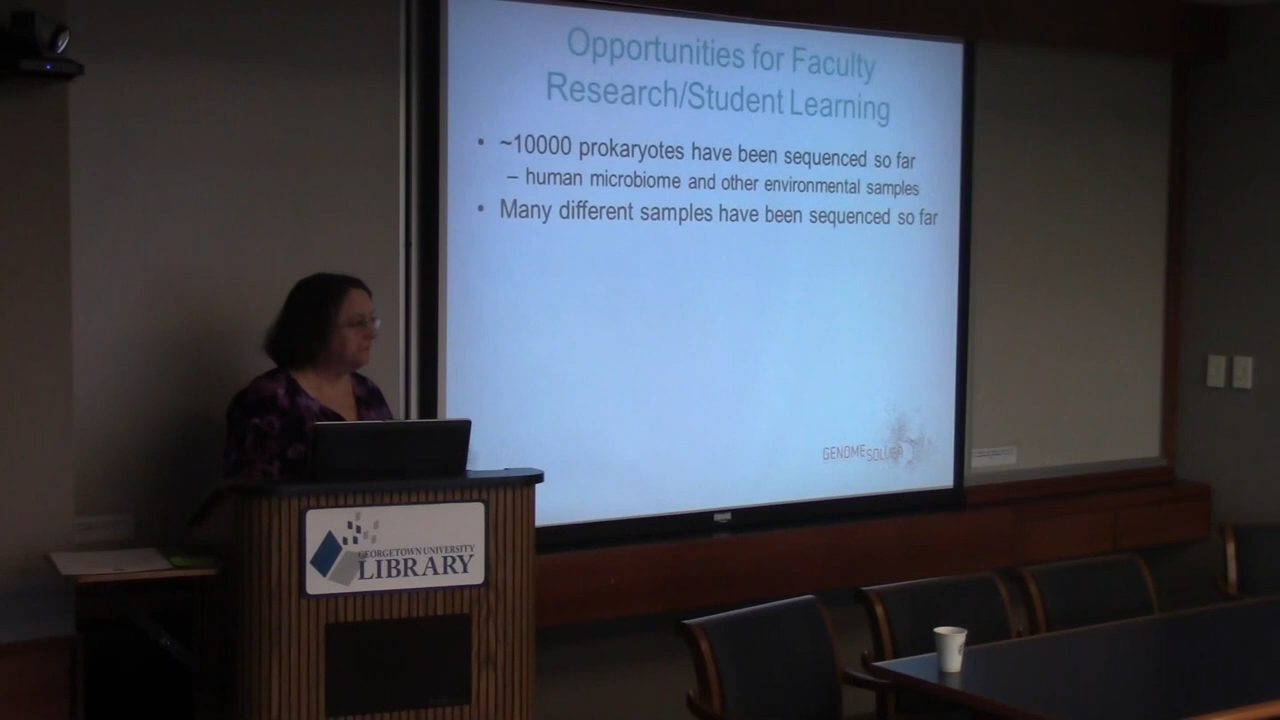 Opportunities for Faculty
Research/Student Learning
• ~10000 prokaryotes have been sequenced so far
– human microbiome and other environmental samples
• Many different samples have been sequenced so far
GENOME SOLVER
GEORGETOWN UNIVERSITY
LIBRARY